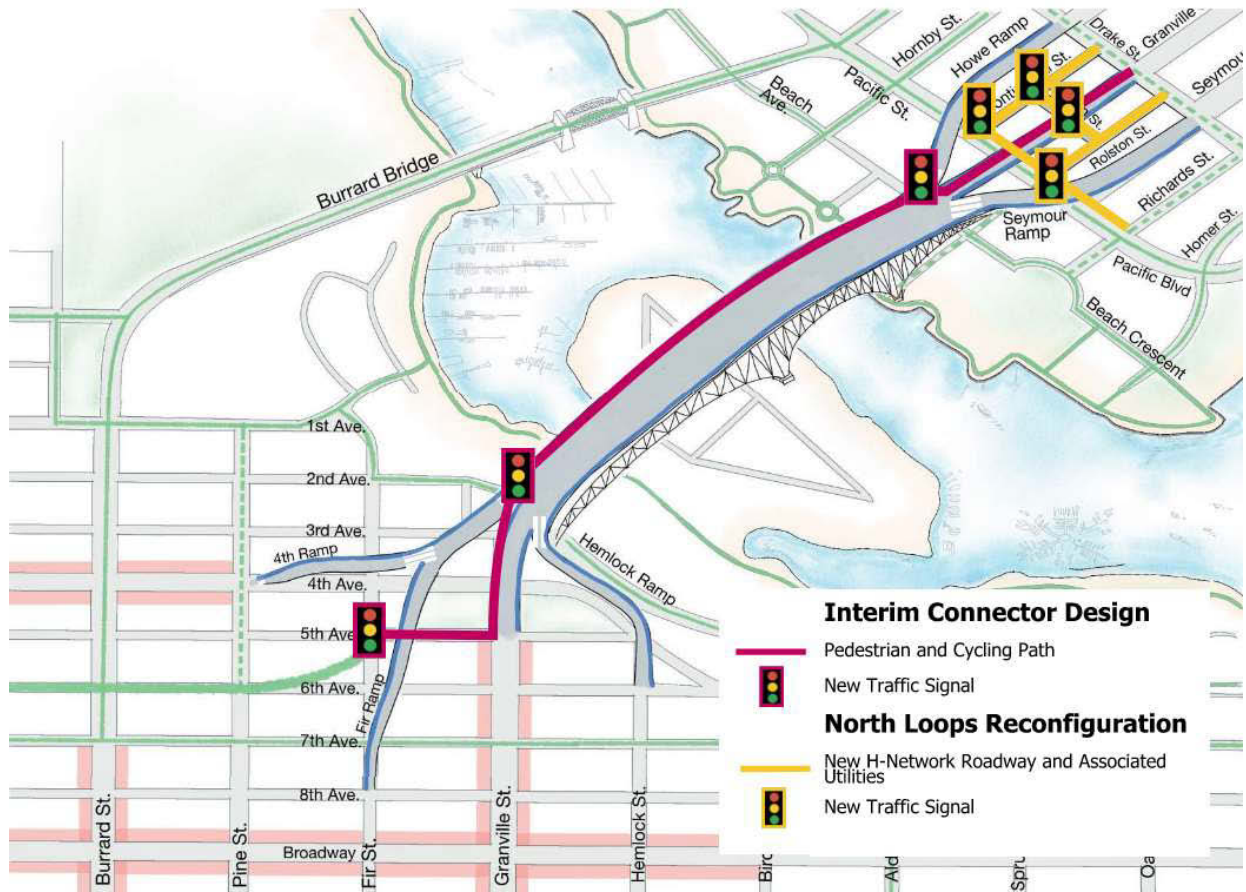 Hornby St.
Howe Ramp
Drake St.
Granville
Seymour
Beach
Ave.
Pacific St.
Rolston St.
Richards St.
Homer St.
Seymour
Ramp
Pacific Blvd
Beach Crescent
Burrard Bridge
1st Ave.
2nd Ave.
3rd Ave.
4th Ramp
4th Ave.
5th Ave
6th Ave.
7th Ave.
8th Ave.
Broadway
Fir Ramp
Hemlock Ramp
Burrard St.
Pine St.
Fir St.
Granville St.
Hemlock St.
Interim Connector Design
Pedestrian and Cycling Path
New Traffic Signal
North Loops Reconfiguration
New H-Network Roadway and Associated
Utilities
New Traffic Signal